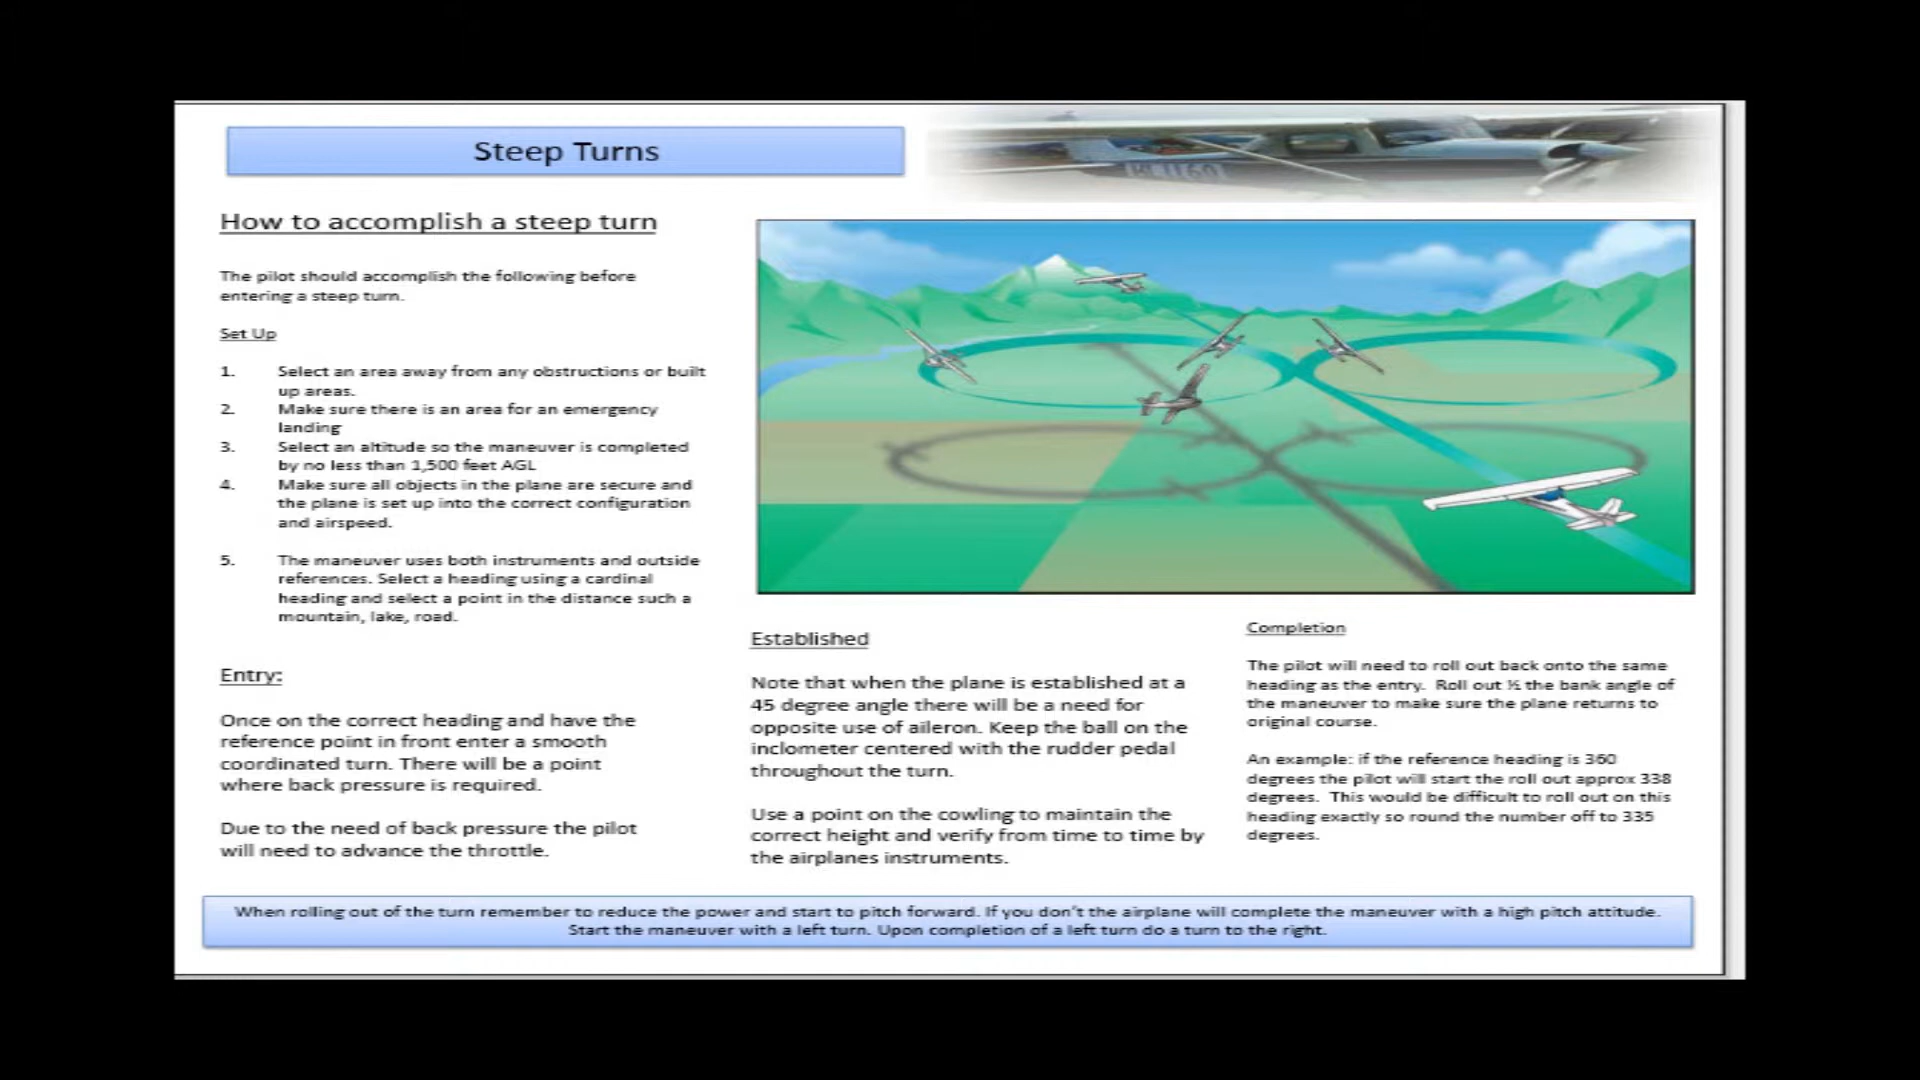 Steep Turns
How to accomplish a steep turn
The pilot should accomplish the following before
entering a steep turn.
Set Up
1. Select an area away from any obstructions or built
up areas.
2. Make sure there is an area for an emergency
landing
3. Select an altitude so the maneuver is completed
by no less than 1,500 feet AGL
4. Make sure all objects in the plane are secure and
the plane is set up into the correct configuration
and airspeed.
5. The maneuver uses both instruments and outside
references. Select a heading using a cardinal
heading and select a point in the distance such a
mountain, lake, road.
Entry:
Once on the correct heading and have the
reference point in front enter a smooth
coordinated turn. There will be a point
where back pressure is required.
Due to the need of back pressure the pilot
will need to advance the throttle.
Established
Note that when the plane is established at a
45 degree angle there will be a need for
opposite use of aileron. Keep the ball on the
inclometer centered with the rudder pedal
throughout the turn.
Use a point on the cowling to maintain the
correct height and verify from time to time by
the airplanes instruments.
Completion
The pilot will need to roll out back onto the same
heading as the entry. Roll out ½ the bank angle of
the maneuver to make sure the plane returns to
original course.
An example: if the reference heading is 360
degrees the pilot will start the roll out approx 338
degrees. This would be difficult to roll out on this
heading exactly so round the number off to 335
degrees.
When rolling out of the turn remember to reduce the power and start to pitch forward. If you don't the airplane will complete the maneuver with a high pitch attitude.
Start the maneuver with a left turn. Upon completion of a left turn do a turn to the right.